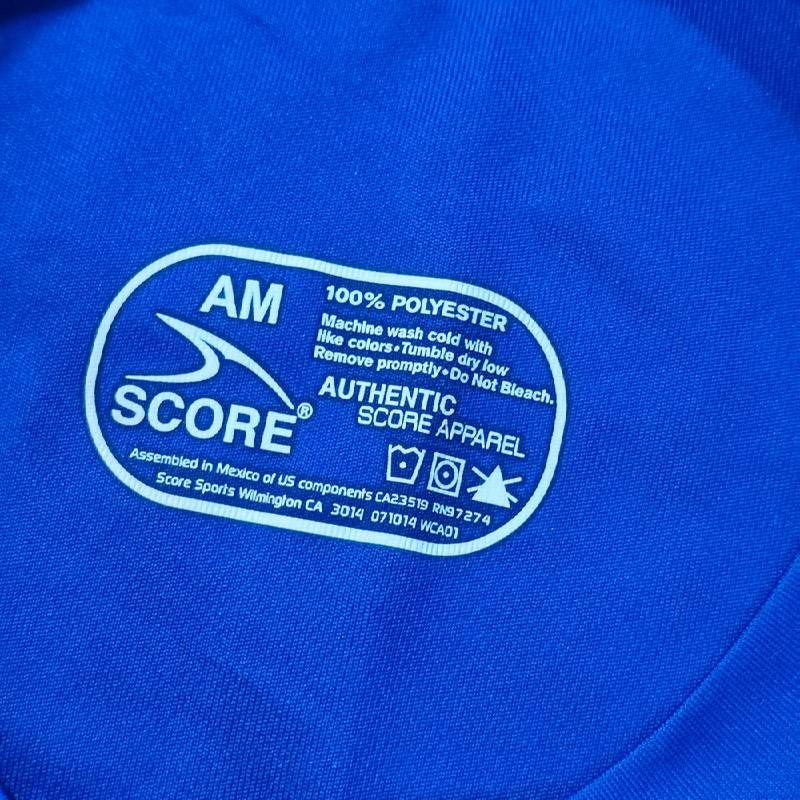 AM
SCORE®
100% POLYESTER
Machine wash cold with
like colors•Tumble dry low
Remove promptly•Do Not Bleach.
AUTHENTIC
SCORE APPAREL
Assembled in Mexico of US components CA23519 RN97274
Score Sports Wilmington CA 3014 071014 WCA01